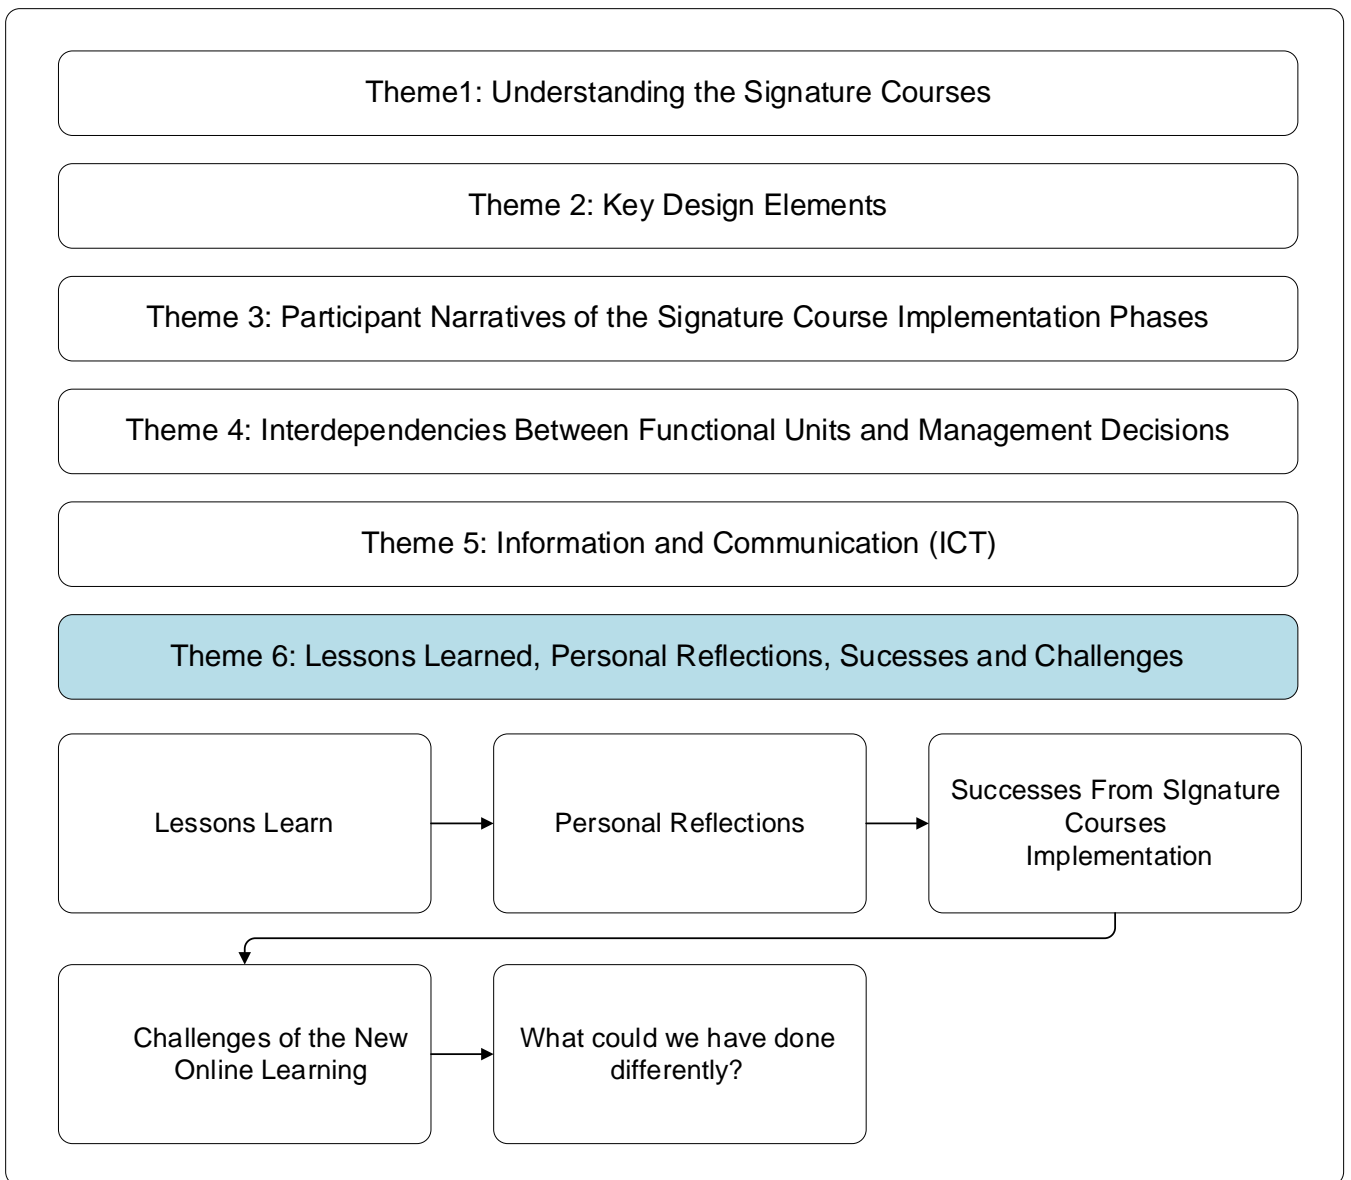 Theme1: Understanding the Signature Courses
Theme 2: Key Design Elements
Theme 3: Participant Narratives of the Signature Course Implementation Phases
Theme 4: Interdependencies Between Functional Units and Management Decisions
Theme 5: Information and Communication (ICT)
Theme 6: Lessons Learned, Personal Reflections, Sucesses and Challenges
Lessons Learn
Personal Reflections
Successes From SIgnature
Courses
Implementation
Challenges of the New
Online Learning
What could we have done
differently?